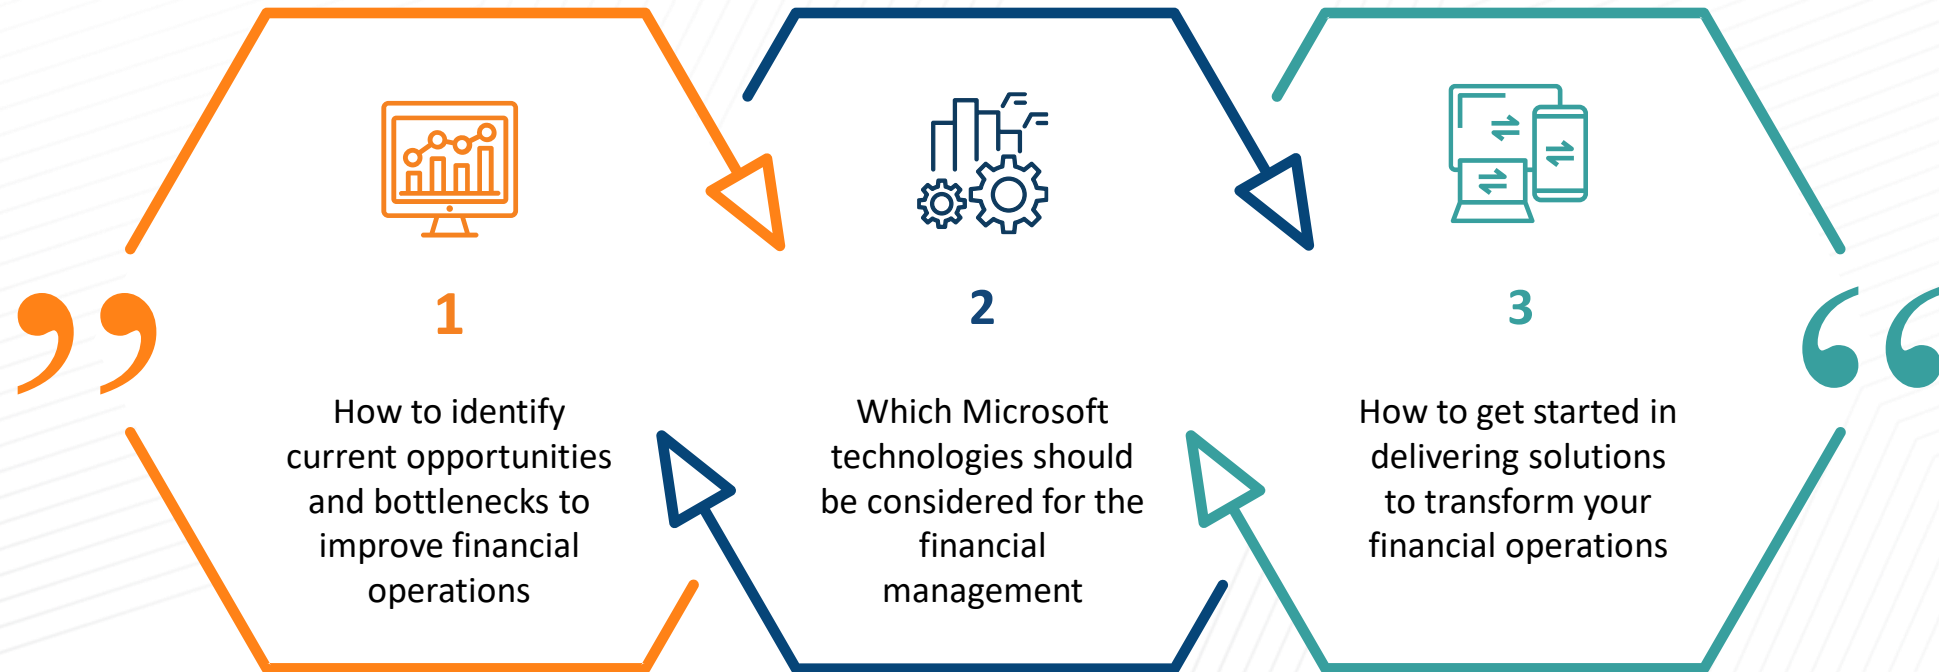 1
How to identify
current opportunities
and bottlenecks to
improve financial
operations
2
Which Microsoft
technologies should
be considered for the
financial
management
3
How to get started in
delivering solutions
to transform your
financial operations